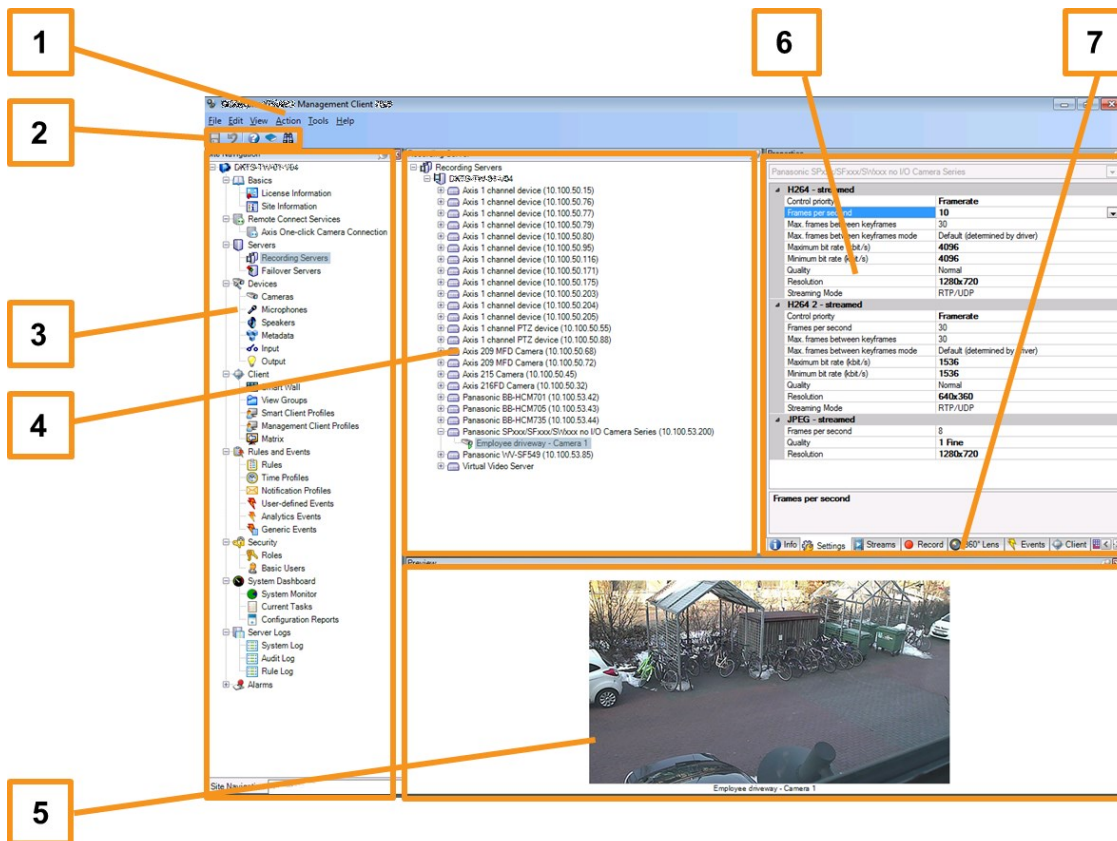 1
6
7
Management Client
File Edit View Action Tools Help
2
Site Navigation
Recording Server
Properties
Basics
License Information
Site Information
Remote Connect Services
Axis One-click Camera Connection
Servers
Recording Servers
Failover Servers
Devices
Cameras
Microphones
Speakers
Metadata
Input
Output
Client
Smart Wall
View Groups
Smart Client Profiles
Management Client Profiles
Matrix
Rules and Events
Rules
Time Profiles
Notification Profiles
User-defined Events
Analytics Events
Generic Events
Security
Roles
Basic Users
System Dashboard
System Monitor
Current Tasks
Configuration Reports
Server Logs
System Log
Audit Log
Rule Log
Alarms
Site Navigation
3
4
5
Recording Servers
Axis 1 channel device (10.100.50.15)
Axis 1 channel device (10.100.50.76)
Axis 1 channel device (10.100.50.77)
Axis 1 channel device (10.100.50.79)
Axis 1 channel device (10.100.50.80)
Axis 1 channel device (10.100.50.95)
Axis 1 channel device (10.100.50.116)
Axis 1 channel device (10.100.50.171)
Axis 1 channel device (10.100.50.175)
Axis 1 channel device (10.100.50.203)
Axis 1 channel device (10.100.50.204)
Axis 1 channel device (10.100.50.205)
Axis 1 channel PTZ device (10.100.50.55)
Axis 1 channel PTZ device (10.100.50.88)
Axis 209 MFD Camera (10.100.50.68)
Axis 209 MFD Camera (10.100.50.72)
Axis 215 Camera (10.100.50.45)
Axis 216FD Camera (10.100.50.32)
Panasonic BB-HCM701 (10.100.53.42)
Panasonic BB-HCM705 (10.100.53.43)
Panasonic BB-HCM735 (10.100.53.44)
Panasonic SPxxx/SFxxx/SWxxx no I/O Camera Series (10.100.53.200)
Employee driveway - Camera 1
Panasonic WV-SF549 (10.100.53.85)
Virtual Video Server
Panasonic SPxxx/SFxxx/SWxxx no I/O Camera Series
H264 - streamed
Control priority Framerate
Frames per second 10
Max. frames between keyframes 30
Max. frames between keyframes mode Default (determined by driver)
Maximum bit rate (kbit/s) 4096
Minimum bit rate (kbit/s) 4096
Quality Normal
Resolution 1280x720
Streaming Mode RTP/UDP
H264 2 - streamed
Control priority Framerate
Frames per second 30
Max. frames between keyframes 30
Max. frames between keyframes mode Default (determined by driver)
Maximum bit rate (kbit/s) 1536
Minimum bit rate (kbit/s) 1536
Quality Normal
Resolution 640x360
Streaming Mode RTP/UDP
JPEG - streamed
Frames per second 8
Quality 1 Fine
Resolution 1280x720
Frames per second
Info Settings Streams Record 360° Lens Events Client
Preview
Employee driveway - Camera 1